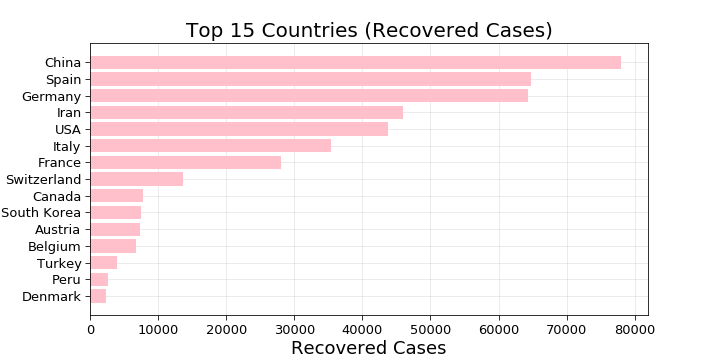 Top 15 Countries (Recovered Cases)
China
Spain
Germany
Iran
USA
Italy
France
Switzerland
Canada
South Korea
Austria
Belgium
Turkey
Peru
Denmark
0 10000 20000 30000 40000 50000 60000 70000 80000
Recovered Cases